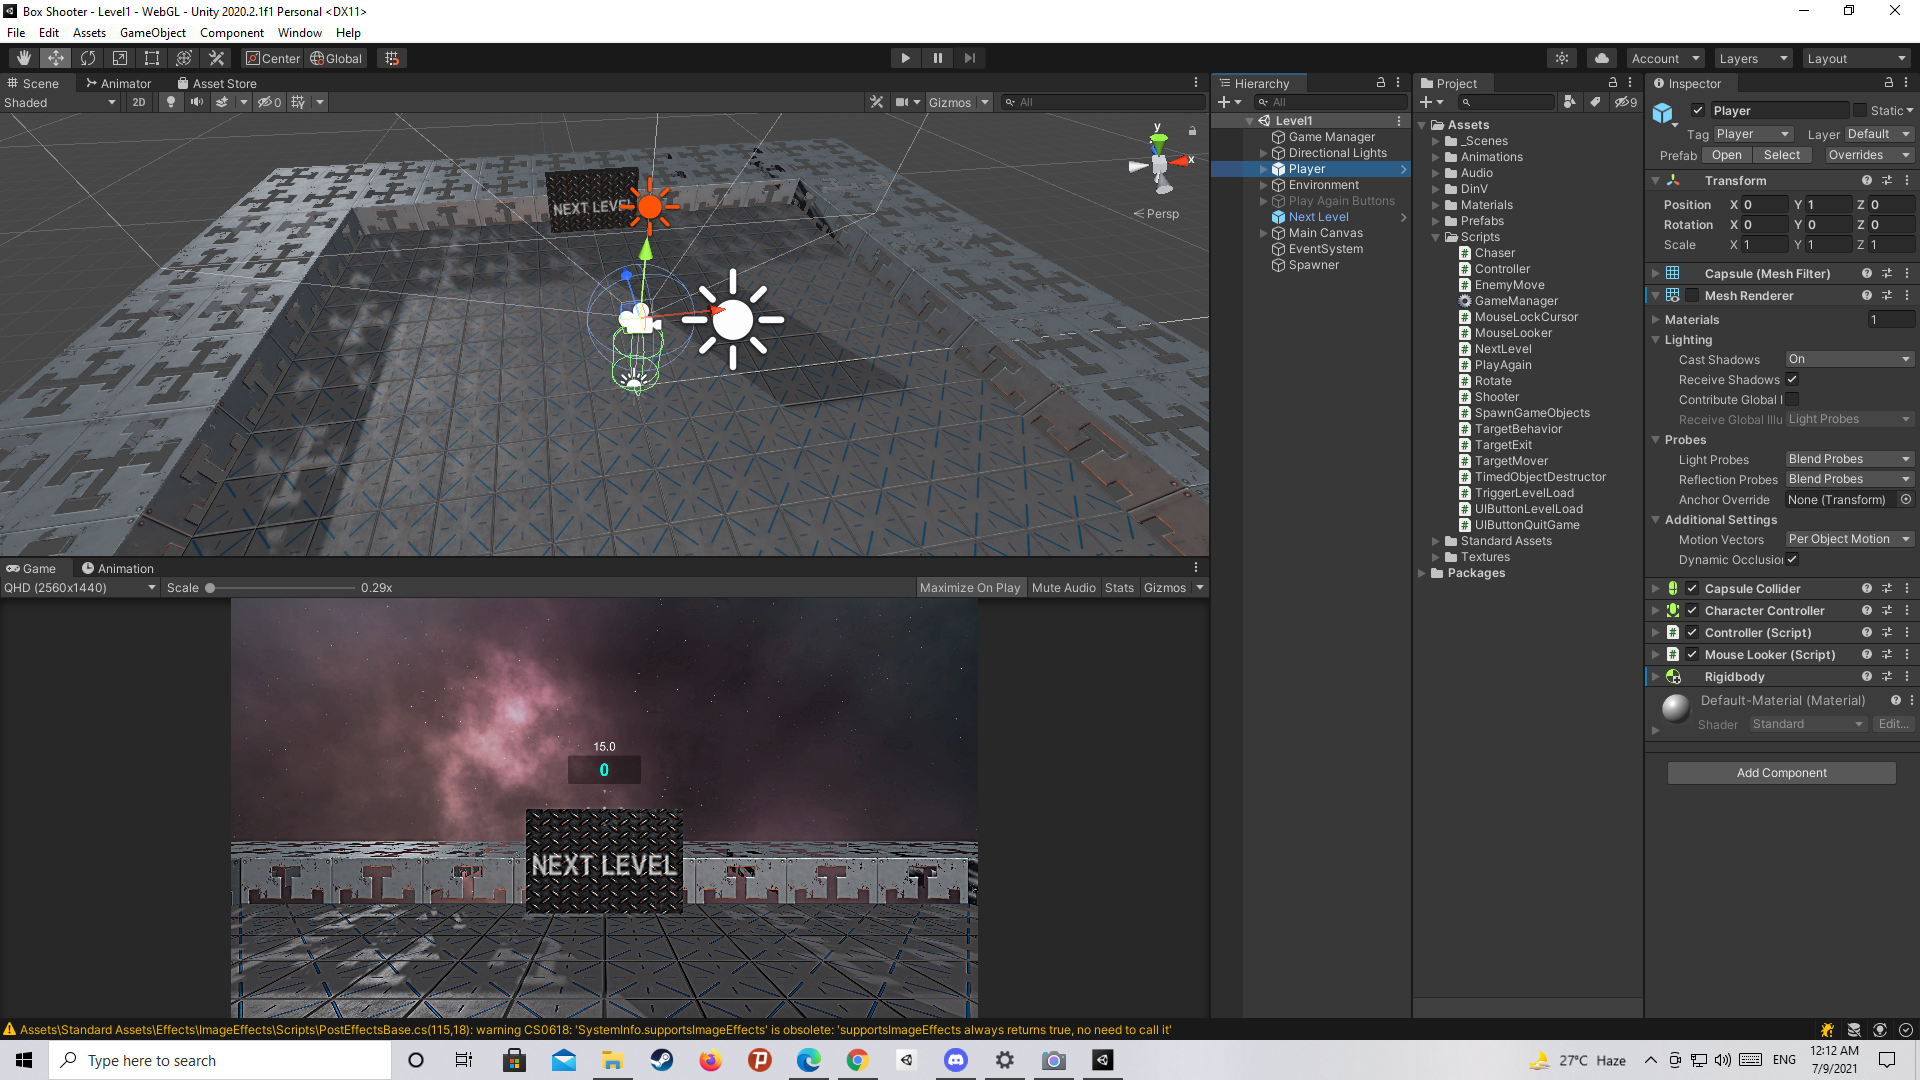 Box Shooter - Level1 - WebGL - Unity 2020.2.1f1 Personal <DX11>
File Edit Assets GameObject Component Window Help
Center Global Account Layers Layout
Scene Animator Asset Store
Shaded 2D 0 Gizmos All
y
x
Persp
NEXT LEVEL
Game Animation
QHD (2560x1440) Scale 0.29x Maximize On Play Mute Audio Stats Gizmos
15.0
0
NEXT LEVEL
Hierarchy
All
Level1
Game Manager
Directional Lights
Player
Environment
Play Again Buttons
Next Level
Main Canvas
EventSystem
Spawner
Project
9
Assets
_Scenes
Animations
Audio
DinV
Materials
Prefabs
Scripts
Chaser
Controller
EnemyMove
GameManager
MouseLockCursor
MouseLooker
NextLevel
PlayAgain
Rotate
Shooter
SpawnGameObjects
TargetBehavior
TargetExit
TargetMover
TimedObjectDestructor
TriggerLevelLoad
UIButtonLevelLoad
UIButtonQuitGame
Standard Assets
Textures
Packages
Inspector
Player Static
Tag Player Layer Default
Prefab Open Select Overrides
Transform
Position X 0 Y 1 Z 0
Rotation X 0 Y 0 Z 0
Scale X 1 Y 1 Z 1
Capsule (Mesh Filter)
Mesh Renderer
Materials 1
Lighting
Cast Shadows On
Receive Shadows
Contribute Global I
Receive Global Illu Light Probes
Probes
Light Probes Blend Probes
Reflection Probes Blend Probes
Anchor Override None (Transform)
Additional Settings
Motion Vectors Per Object Motion
Dynamic Occlusion
Capsule Collider
Character Controller
Controller (Script)
Mouse Looker (Script)
Rigidbody
Default-Material (Material)
Shader Standard Edit...
Add Component
Assets\Standard Assets\Effects\ImageEffects\Scripts\PostEffectsBase.cs(115,18): warning CS0618: 'SystemInfo.supportsImageEffects' is obsolete: 'supportsImageEffects always returns true, no need to call it'
Type here to search
27°C Haze ENG 12:12 AM
7/9/2021